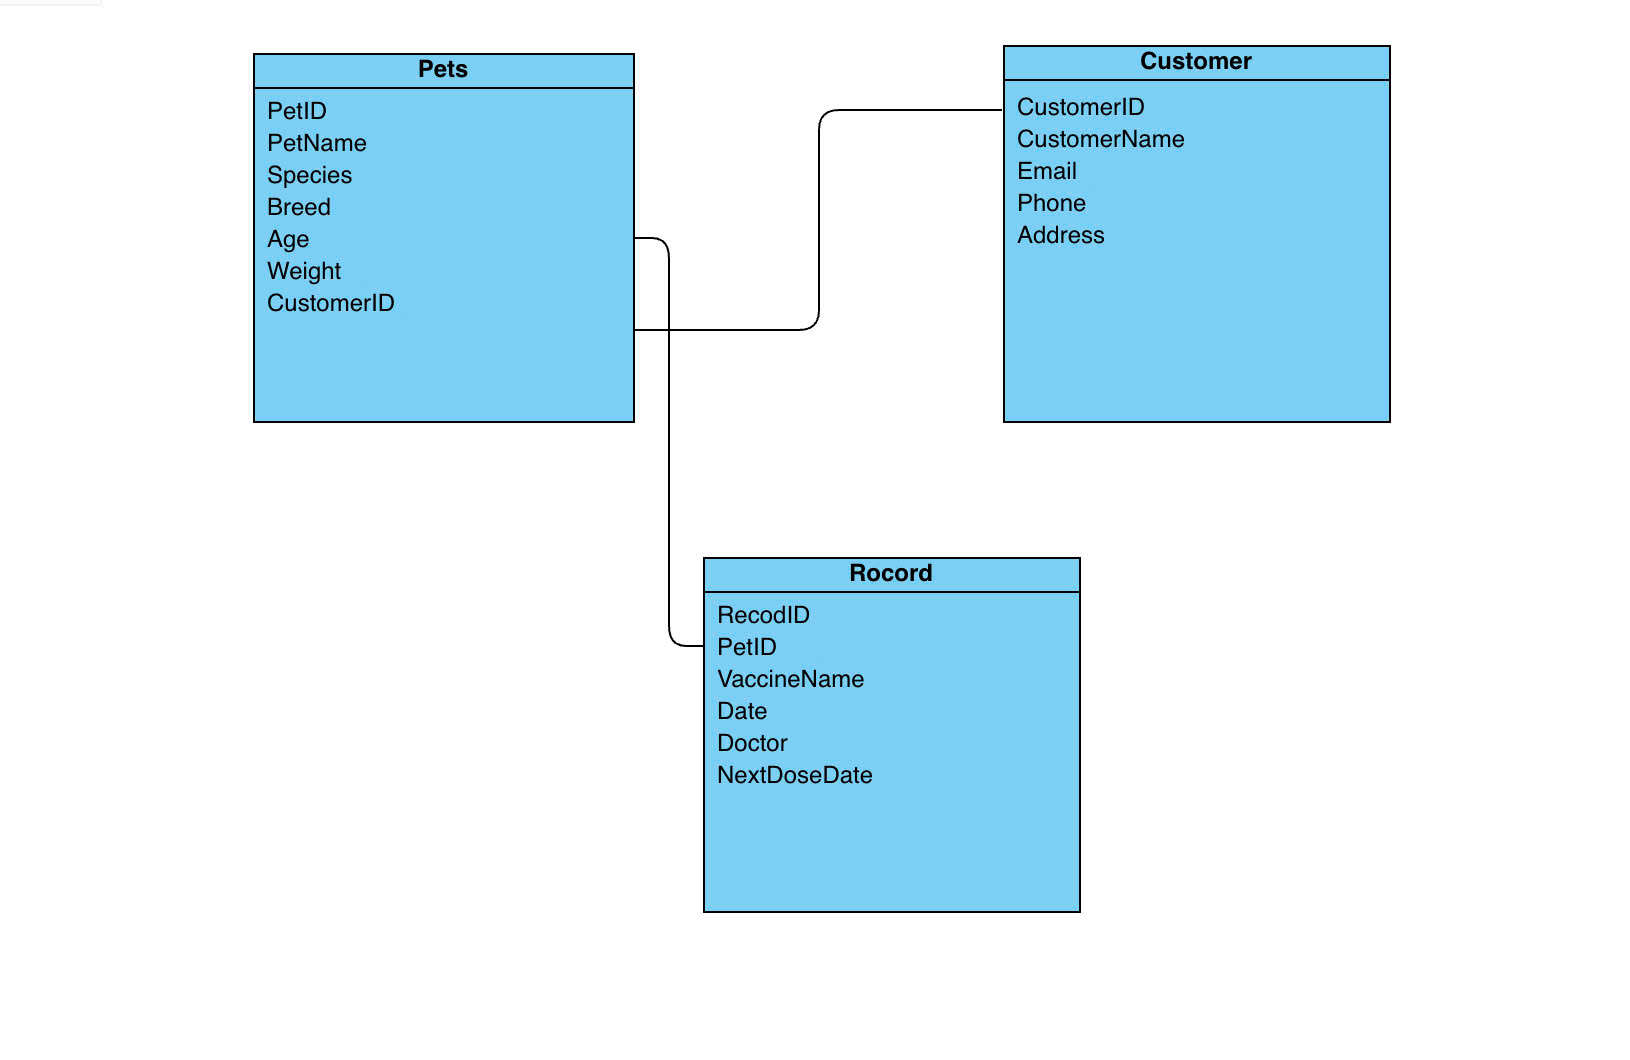 Pets
PetID
PetName
Species
Breed
Age
Weight
CustomerID
Customer
CustomerID
CustomerName
Email
Phone
Address
Rocord
RecodID
PetID
VaccineName
Date
Doctor
NextDoseDate